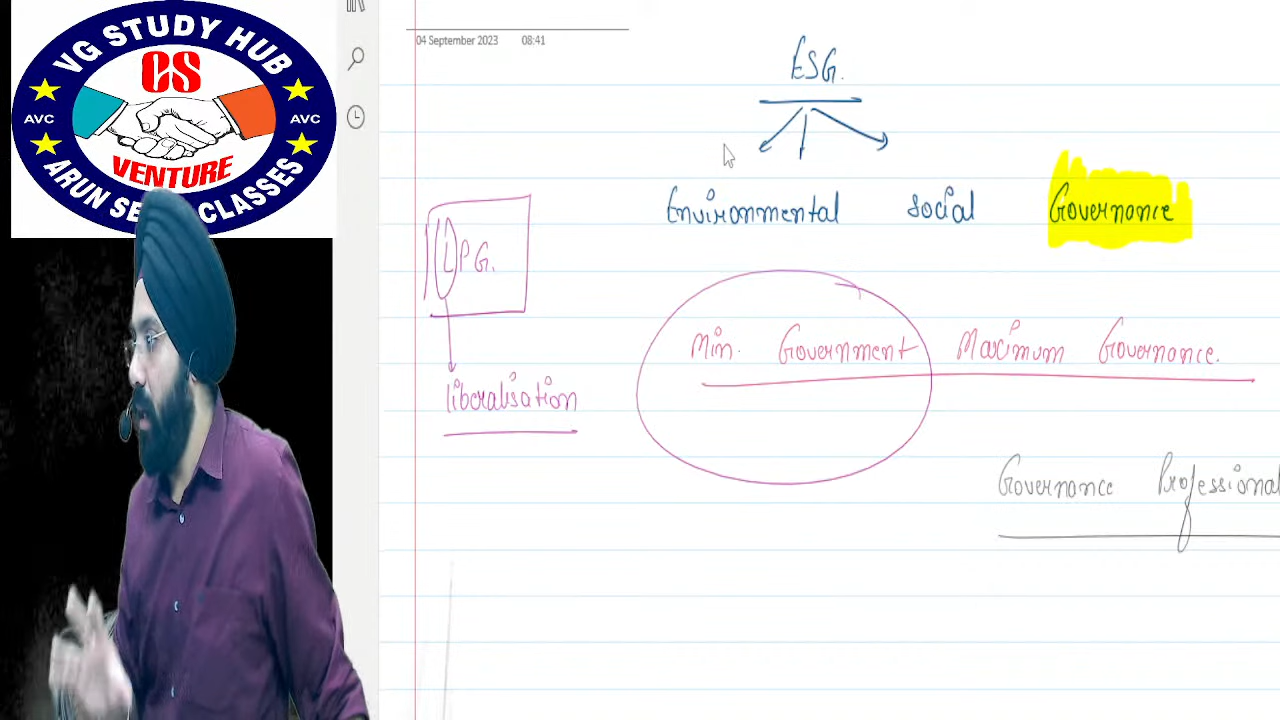 VG STUDY HUB
CS
AVC AVC
VENTURE
ARUN SE CLASSES
04 September 2023 08:41
ESG.
Environmental Social Governance
LPG.
Min. Government Maximum Governance.
liberalisation
Governance Professional